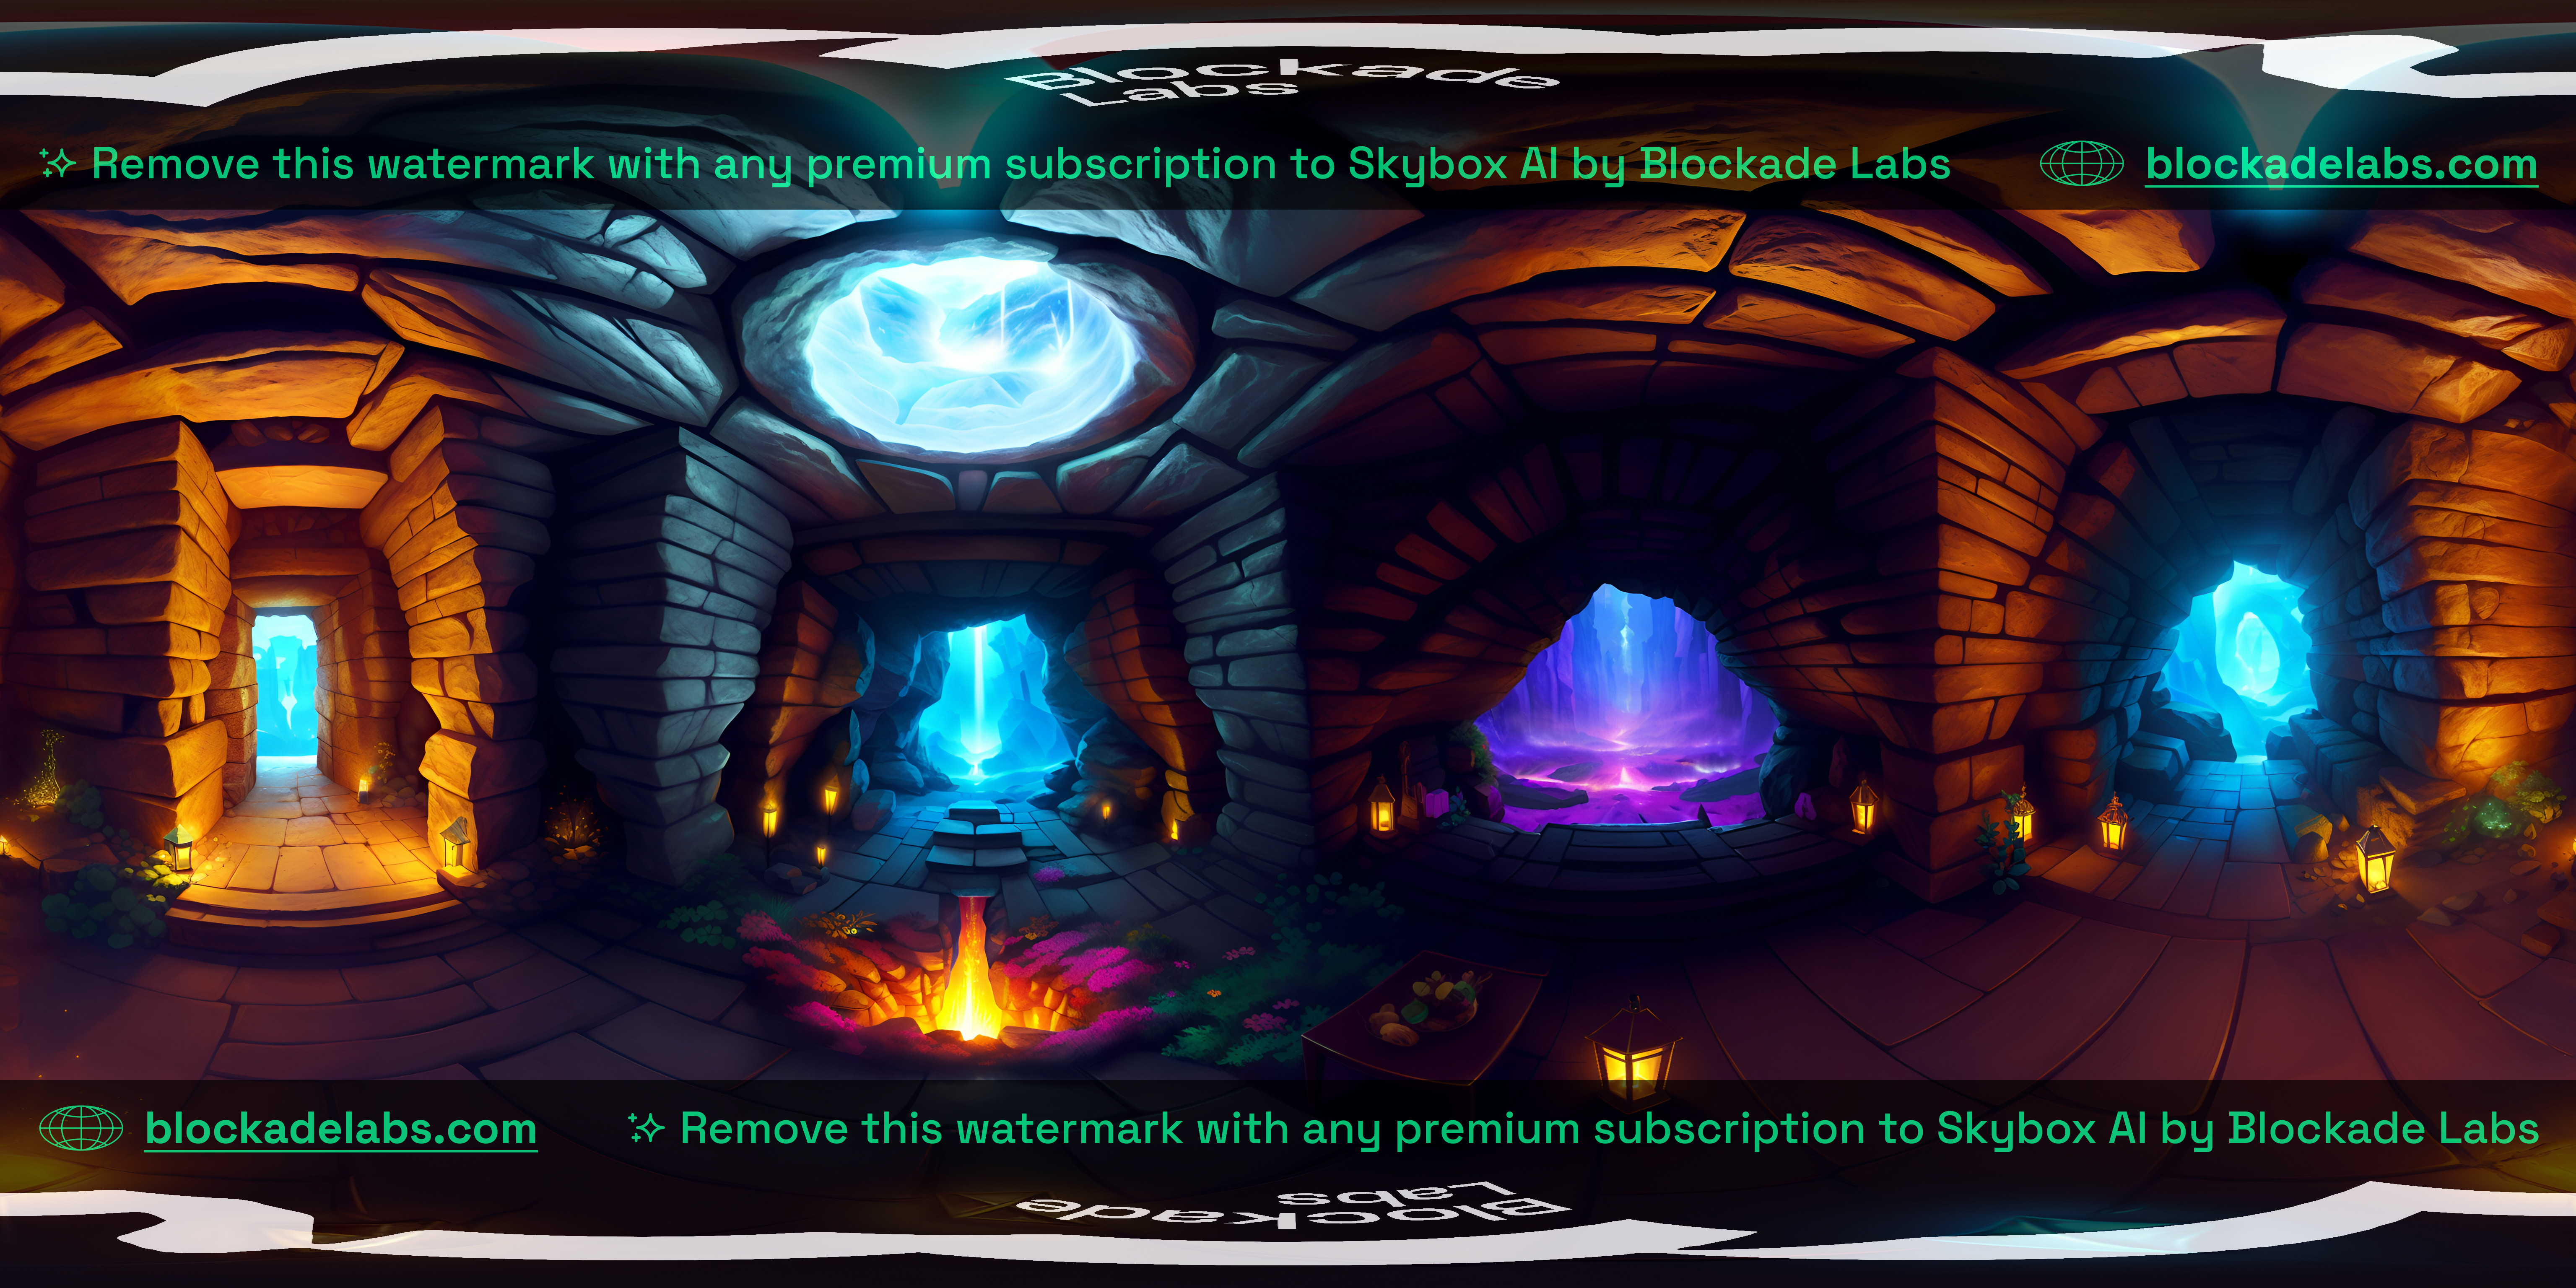 Blockade
Labs
Remove this watermark with any premium subscription to Skybox AI by Blockade Labs
blockadelabs.com
blockadelabs.com
Remove this watermark with any premium subscription to Skybox AI by Blockade Labs
Labs
Blockade